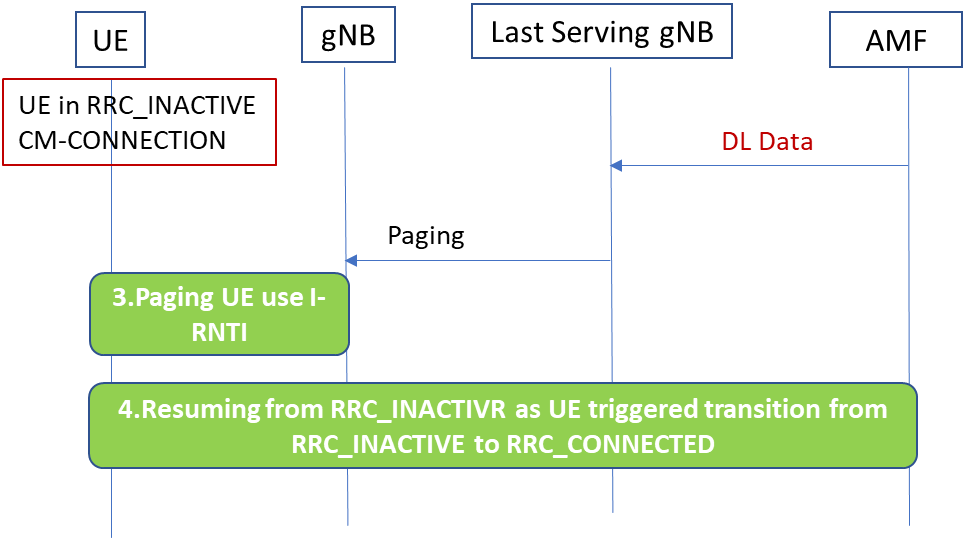 UE
gNB
Last Serving gNB
AMF
UE in RRC_INACTIVE
CM-CONNECTION
DL Data
Paging
3.Paging UE use I-
RNTI
4.Resuming from RRC_INACTIVR as UE triggered transition from
RRC_INACTIVE to RRC_CONNECTED